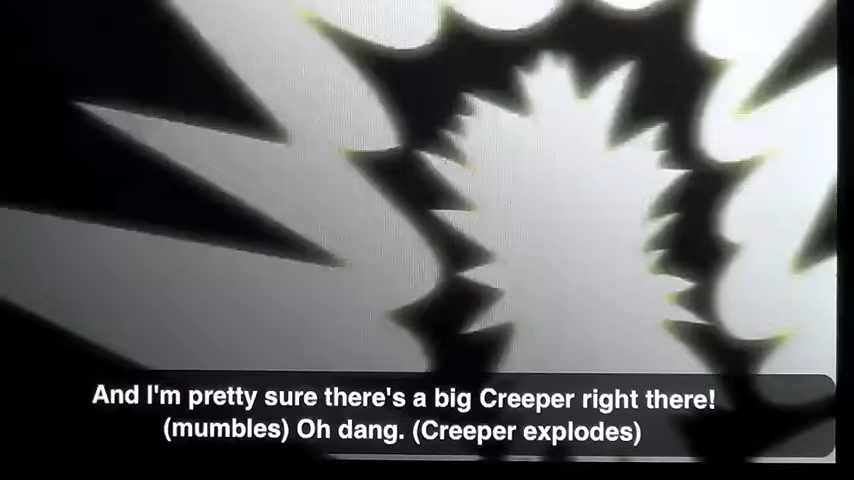 And I'm pretty sure there's a big Creeper right there!
(mumbles) Oh dang. (Creeper explodes)